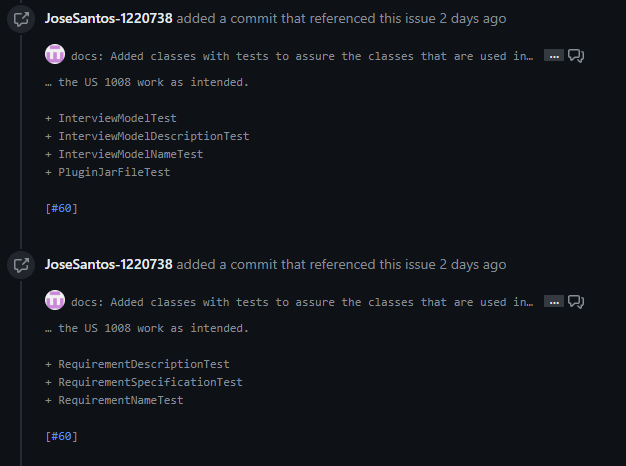 JoseSantos-1220738 added a commit that referenced this issue 2 days ago
docs: Added classes with tests to assure the classes that are used in… ...
… the US 1008 work as intended.
+ InterviewModelTest
+ InterviewModelDescriptionTest
+ InterviewModelNameTest
+ PluginJarFileTest
[#60]
JoseSantos-1220738 added a commit that referenced this issue 2 days ago
docs: Added classes with tests to assure the classes that are used in… ...
… the US 1008 work as intended.
+ RequirementDescriptionTest
+ RequirementSpecificationTest
+ RequirementNameTest
[#60]